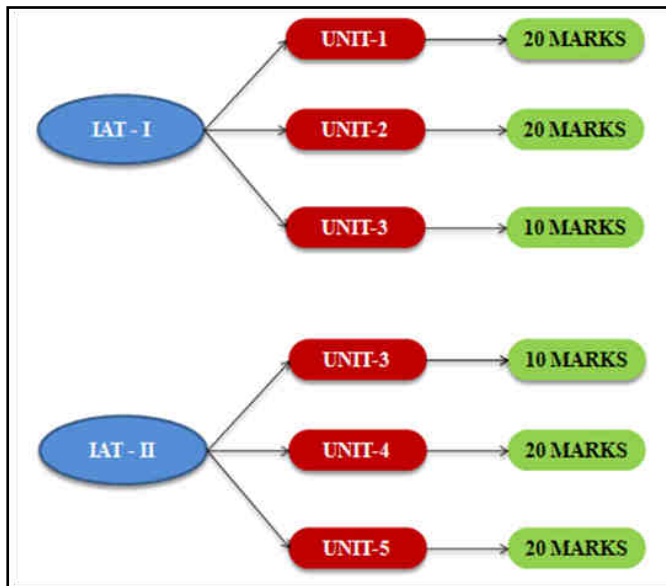 UNIT-1
20 MARKS
IAT - I
UNIT-2
20 MARKS
UNIT-3
10 MARKS
UNIT-3
10 MARKS
IAT - II
UNIT-4
20 MARKS
UNIT-5
20 MARKS